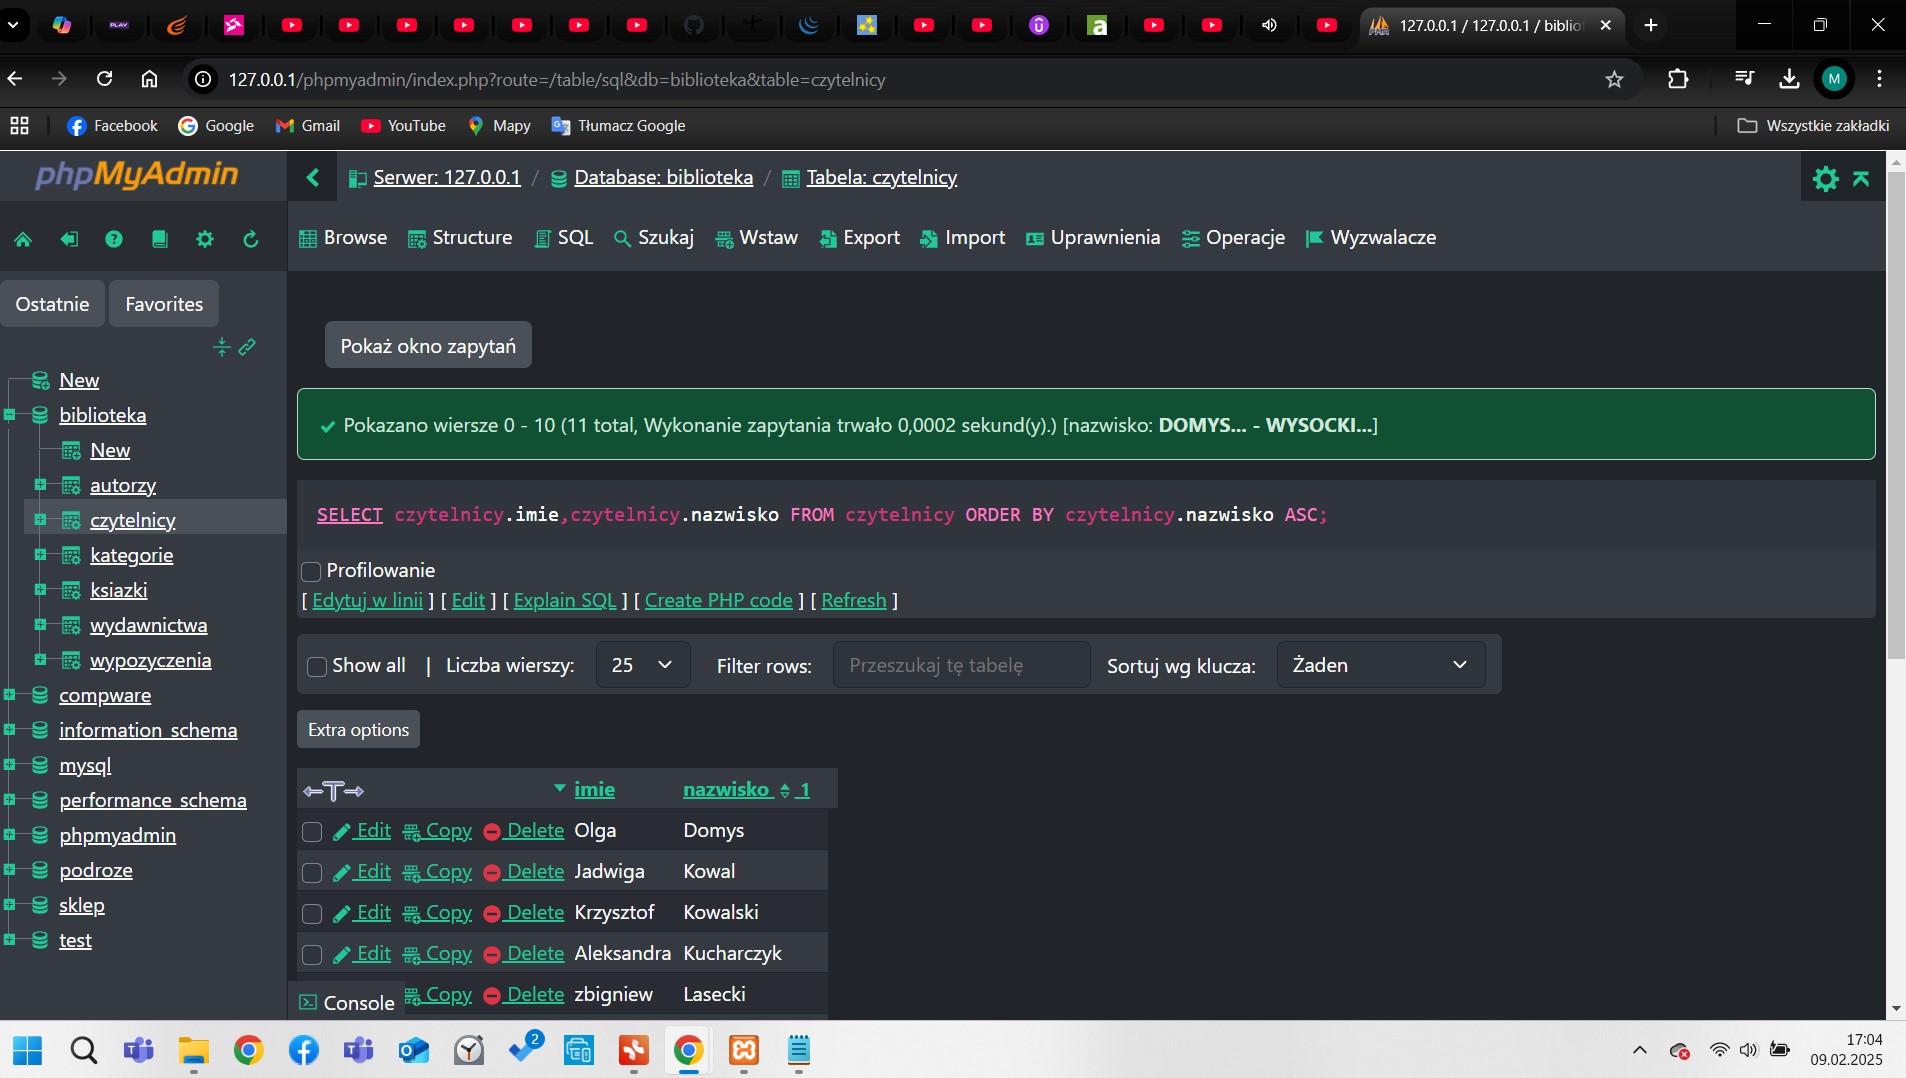 127.0.0.1 / 127.0.0.1 / biblio
127.0.0.1/phpmyadmin/index.php?route=/table/sql&db=biblioteka&table=czytelnicy
M
Facebook Google Gmail YouTube Mapy Tłumacz Google Wszystkie zakładki
phpMyAdmin
Serwer: 127.0.0.1 / Database: biblioteka / Tabela: czytelnicy
Browse Structure SQL Szukaj Wstaw Export Import Uprawnienia Operacje Wyzwalacze
Ostatnie Favorites
New
biblioteka
New
autorzy
czytelnicy
kategorie
ksiazki
wydawnictwa
wypozyczenia
compware
information_schema
mysql
performance_schema
phpmyadmin
podroze
sklep
test
Pokaż okno zapytań
Pokazano wiersze 0 - 10 (11 total, Wykonanie zapytania trwało 0,0002 sekund(y).) [nazwisko: DOMYS... - WYSOCKI...]
SELECT czytelnicy.imie,czytelnicy.nazwisko FROM czytelnicy ORDER BY czytelnicy.nazwisko ASC;
Profilowanie
[ Edytuj w linii ] [ Edit ] [ Explain SQL ] [ Create PHP code ] [ Refresh ]
Show all | Liczba wierszy: 25 Filter rows: Przeszukaj tę tabelę Sortuj wg klucza: Żaden
Extra options
←T→ imie nazwisko 1
Edit Copy Delete Olga Domys
Edit Copy Delete Jadwiga Kowal
Edit Copy Delete Krzysztof Kowalski
Edit Copy Delete Aleksandra Kucharczyk
Copy Delete zbigniew Lasecki
Console
2
17:04
09.02.2025